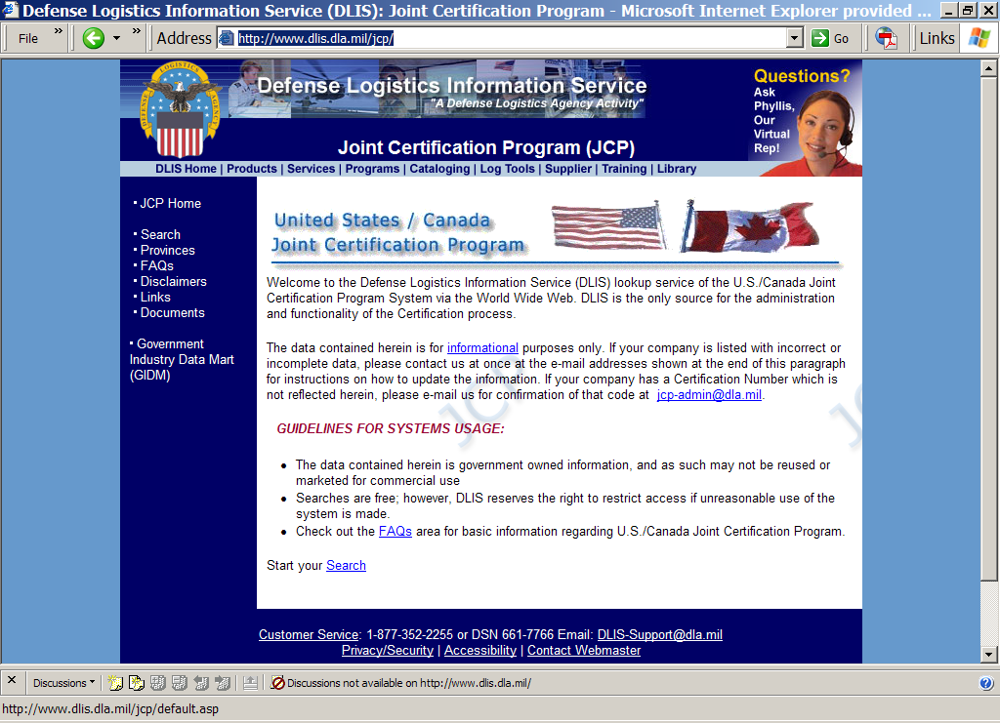 Defense Logistics Information Service (DLIS): Joint Certification Program - Microsoft Internet Explorer provided ...
File » » Address http://www.dlis.dla.mil/jcp/ Go Links
Defense Logistics Information Service
"A Defense Logistics Agency Activity"
Joint Certification Program (JCP)
Questions?
Ask
Phyllis,
Our
Virtual
Rep!
DLIS Home | Products | Services | Programs | Cataloging | Log Tools | Supplier | Training | Library
JCP Home
Search
Provinces
FAQs
Disclaimers
Links
Documents
Government
Industry Data Mart
(GIDM)
United States / Canada
Joint Certification Program
Welcome to the Defense Logistics Information Service (DLIS) lookup service of the U.S./Canada Joint
Certification Program System via the World Wide Web. DLIS is the only source for the administration
and functionality of the Certification process.
The data contained herein is for informational purposes only. If your company is listed with incorrect or
incomplete data, please contact us at once at the e-mail addresses shown at the end of this paragraph
for instructions on how to update the information. If your company has a Certification Number which is
not reflected herein, please e-mail us for confirmation of that code at jcp-admin@dla.mil.
JCP
GUIDELINES FOR SYSTEMS USAGE:
• The data contained herein is government owned information, and as such may not be reused or
marketed for commercial use
• Searches are free; however, DLIS reserves the right to restrict access if unreasonable use of the
system is made.
• Check out the FAQs area for basic information regarding U.S./Canada Joint Certification Program.
Start your Search
Customer Service: 1-877-352-2255 or DSN 661-7766 Email: DLIS-Support@dla.mil
Privacy/Security | Accessibility | Contact Webmaster
Discussions Discussions not available on http://www.dlis.dla.mil/
http://www.dlis.dla.mil/jcp/default.asp